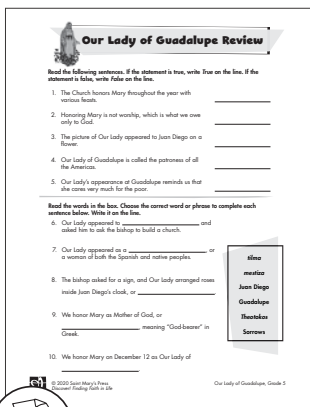 Our Lady of Guadalupe Review
Read the following sentences. If the statement is true, write True on the line. If the
statement is false, write False on the line.
1. The Church honors Mary throughout the year with
various feasts.
2. Honoring Mary is not worship, which is what we owe
only to God.
3. The picture of Our Lady appeared to Juan Diego on a
flower.
4. Our Lady of Guadalupe is called the patroness of all
the Americas.
5. Our Lady's appearance at Guadalupe reminds us that
she cares very much for the poor.
Read the words in the box. Choose the correct word or phrase to complete each
sentence below. Write it on the line.
6. Our Lady appeared to ____________ and
asked him to ask the bishop to build a church.
7. Our Lady appeared as a ____________, or
a woman of both the Spanish and native peoples.
8. The bishop asked for a sign, and Our Lady arranged roses
inside Juan Diego's cloak, or ____________.
9. We honor Mary as Mother of God, or
____________, meaning "God-bearer" in
Greek.
10. We honor Mary on December 12 as Our Lady of
____________.
tilma
mestiza
Juan Diego
Guadalupe
Theotokos
Sorrows
© 2020 Saint Mary's Press
Discover! Finding Faith in Life
Our Lady of Guadalupe, Grade 5